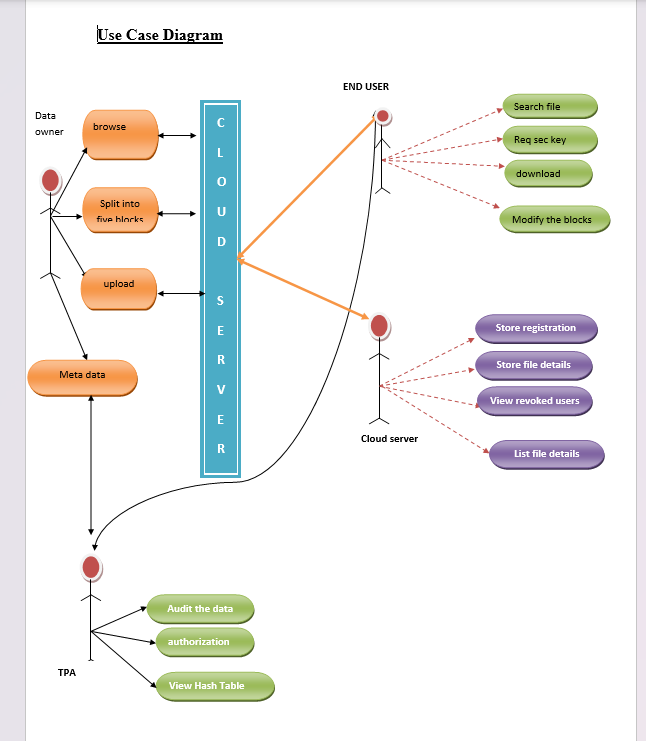 Use Case Diagram
END USER
Data
owner
browse
Split into
five blocks
upload
Meta data
C
L
O
U
D
S
E
R
V
E
R
Search file
Req sec key
download
Modify the blocks
Store registration
Store file details
View revoked users
List file details
Cloud server
Audit the data
authorization
View Hash Table
TPA